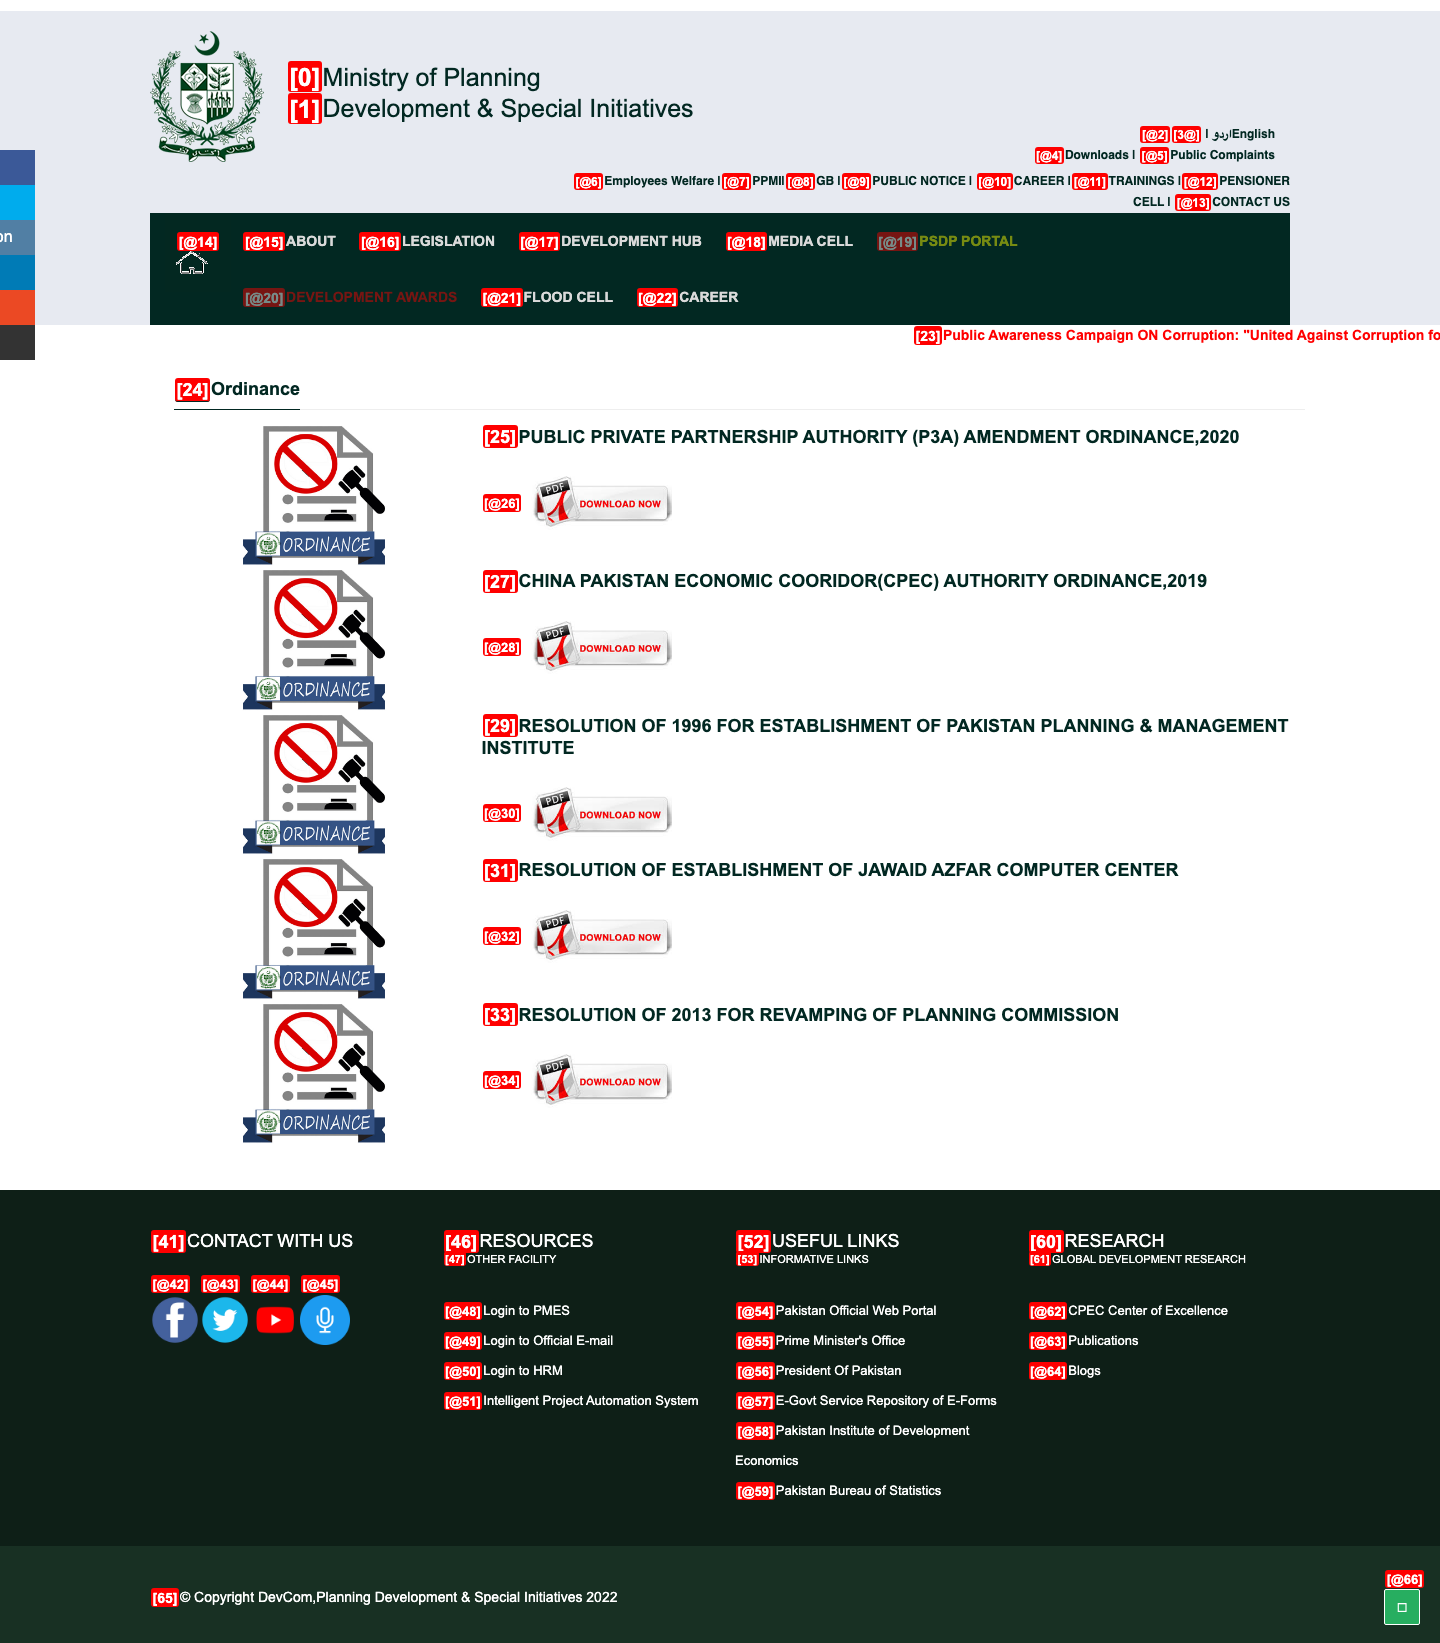 [0]Ministry of Planning
[1]Development & Special Initiatives
[@2] [@3] اردو | English
[@4]Downloads | [@5]Public Complaints
[@6]Employees Welfare | [@7]PPMI| [@8]GB | [@9]PUBLIC NOTICE | [@10]CAREER | [@11]TRAININGS | [@12]PENSIONER
CELL | [@13]CONTACT US
on
[@14] [@15]ABOUT [@16]LEGISLATION [@17]DEVELOPMENT HUB [@18]MEDIA CELL [@19]PSDP PORTAL
[@20]DEVELOPMENT AWARDS [@21]FLOOD CELL [@22]CAREER
[23]Public Awareness Campaign ON Corruption: "United Against Corruption fo
[24]Ordinance
[25]PUBLIC PRIVATE PARTNERSHIP AUTHORITY (P3A) AMENDMENT ORDINANCE,2020
[@26] PDF DOWNLOAD NOW
ORDINANCE
[27]CHINA PAKISTAN ECONOMIC COORIDOR(CPEC) AUTHORITY ORDINANCE,2019
[@28] PDF DOWNLOAD NOW
ORDINANCE
[29]RESOLUTION OF 1996 FOR ESTABLISHMENT OF PAKISTAN PLANNING & MANAGEMENT
INSTITUTE
[@30] PDF DOWNLOAD NOW
ORDINANCE
[31]RESOLUTION OF ESTABLISHMENT OF JAWAID AZFAR COMPUTER CENTER
[@32] PDF DOWNLOAD NOW
ORDINANCE
[33]RESOLUTION OF 2013 FOR REVAMPING OF PLANNING COMMISSION
[@34] PDF DOWNLOAD NOW
ORDINANCE
[41]CONTACT WITH US
[@42] [@43] [@44] [@45]
[46]RESOURCES
[47]OTHER FACILITY
[@48]Login to PMES
[@49]Login to Official E-mail
[@50]Login to HRM
[@51]Intelligent Project Automation System
[52]USEFUL LINKS
[53]INFORMATIVE LINKS
[@54]Pakistan Official Web Portal
[@55]Prime Minister's Office
[@56]President Of Pakistan
[@57]E-Govt Service Repository of E-Forms
[@58]Pakistan Institute of Development
Economics
[@59]Pakistan Bureau of Statistics
[60]RESEARCH
[61]GLOBAL DEVELOPMENT RESEARCH
[@62]CPEC Center of Excellence
[@63]Publications
[@64]Blogs
[65]© Copyright DevCom,Planning Development & Special Initiatives 2022
[@66]